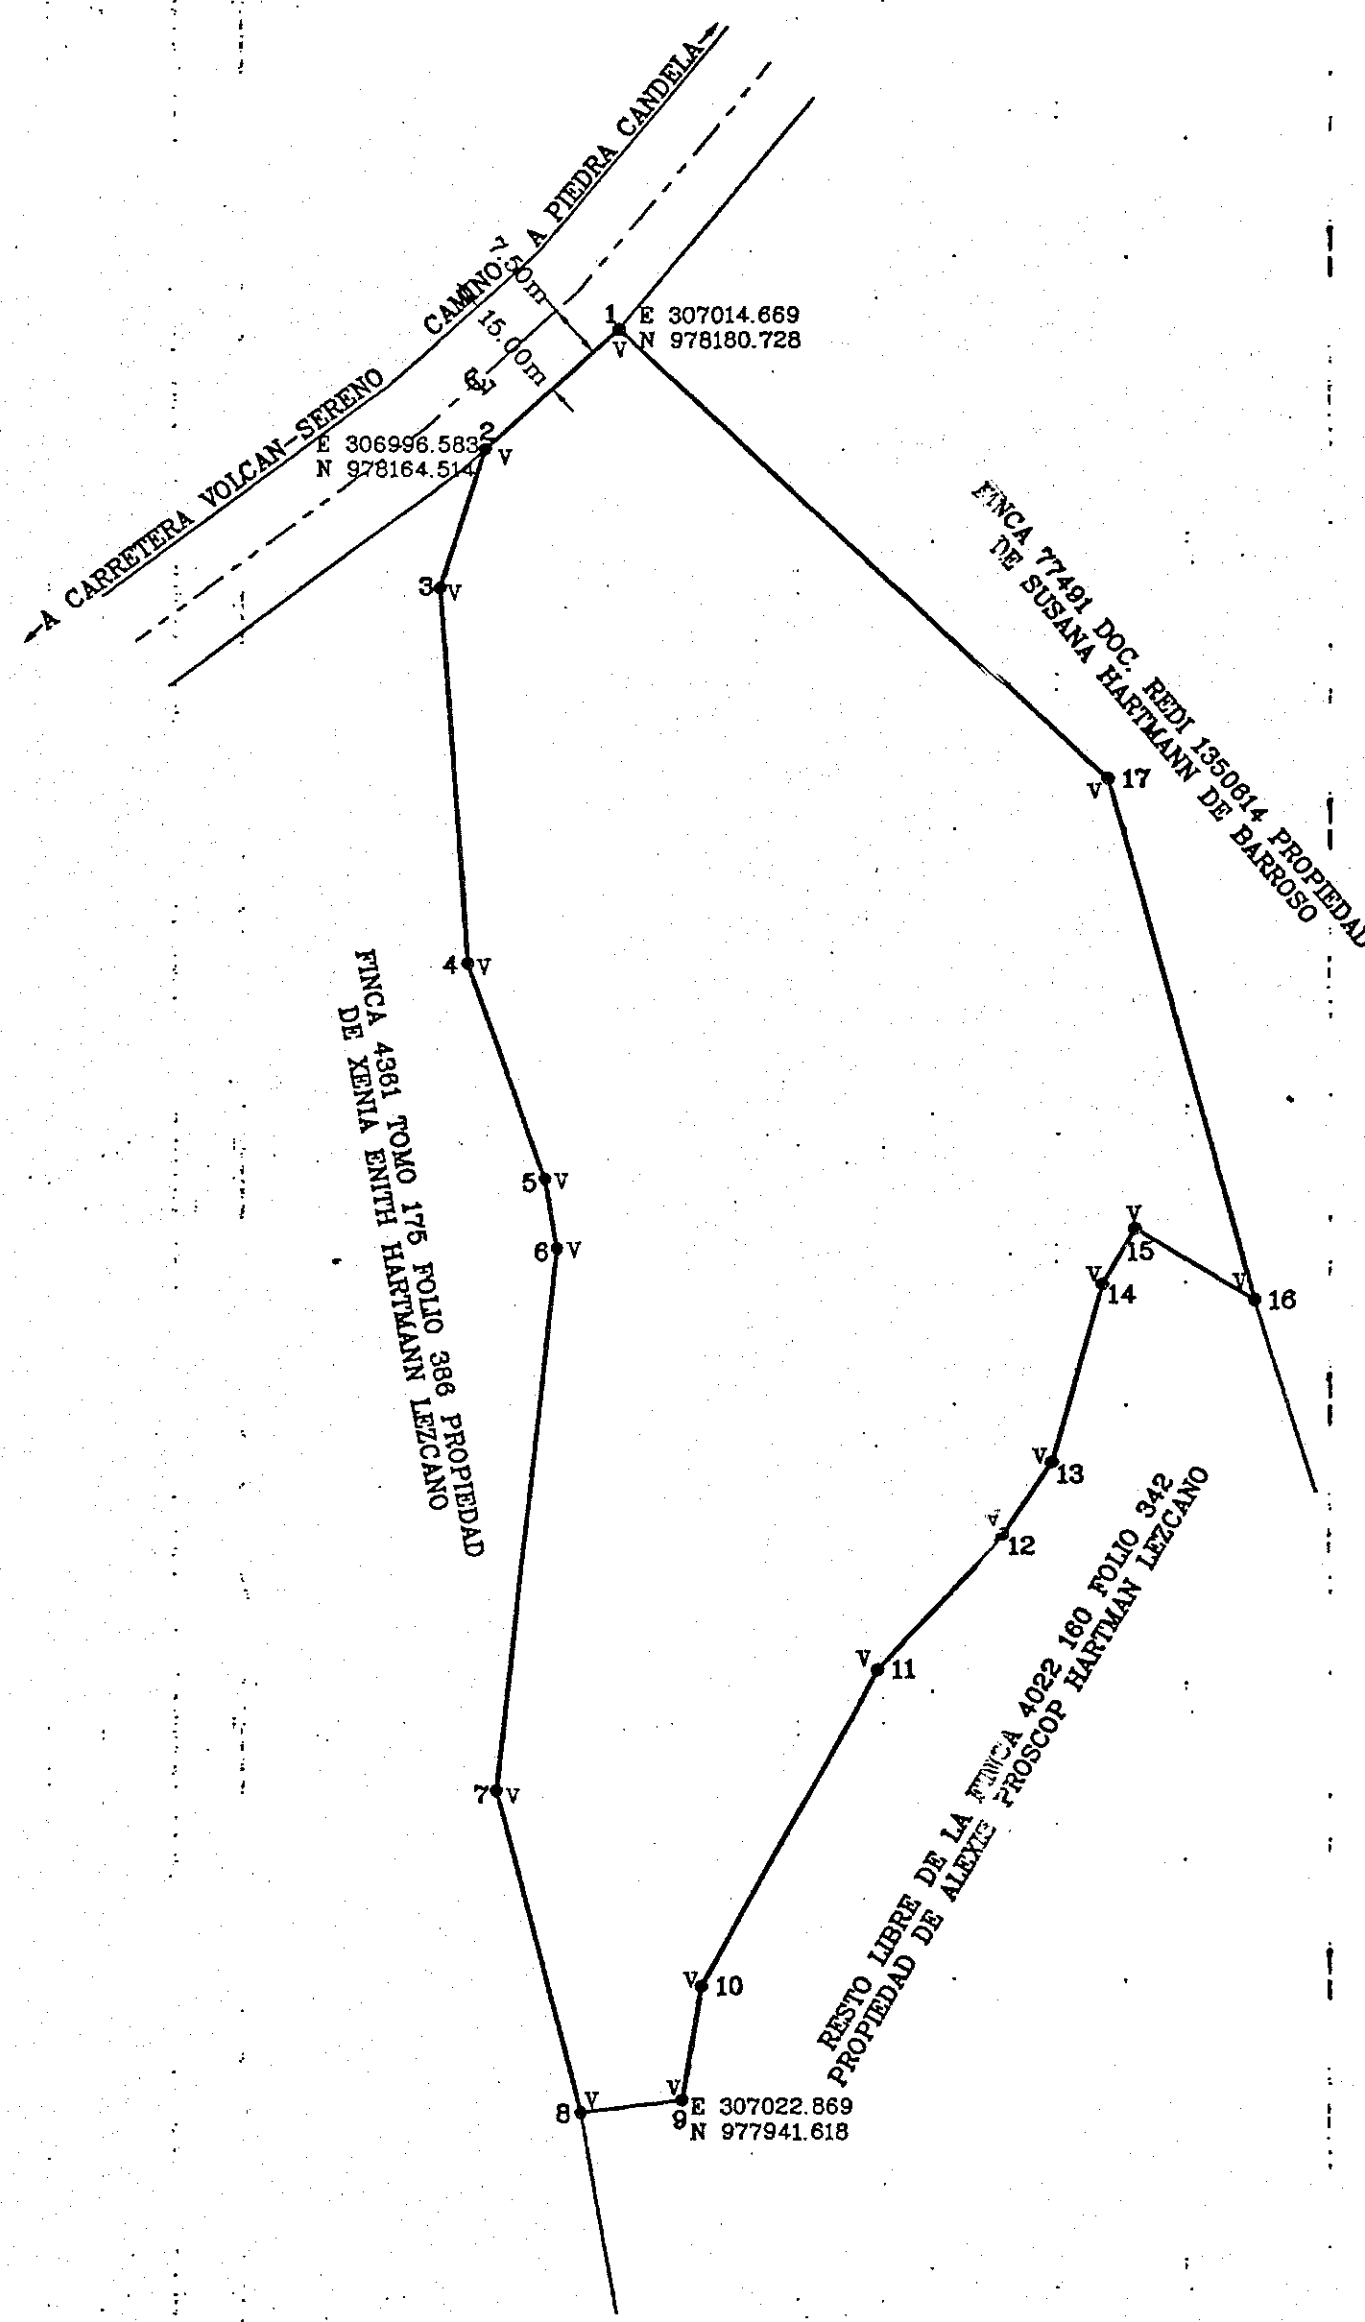 A PIEDRA CANDELA
CAMINO
A CARRETERA VOLCAN-SERENO
7.50m
15.00m
1
E 307014.669
N 978180.728
V
2
E 306996.583
N 978164.514
V
3
V
FINCA 77491 DOC. REDI 1350614 PROPIEDAD
DE SUSANA HARTMANN DE BARROSO
17
V
4
V
FINCA 4361 TOMO 175 FOLIO 386 PROPIEDAD
DE XENIA ENITH HARTMANN LEZCANO
5
V
6
V
V
15
V
14
V
16
V
13
12
V
11
RESTO LIBRE DE LA FINCA 4022 160 FOLIO 342
PROPIEDAD DE ALEXIS PROSCOP HARTMAN LEZCANO
7
V
V
10
8
V
V
9
E 307022.869
N 977941.618